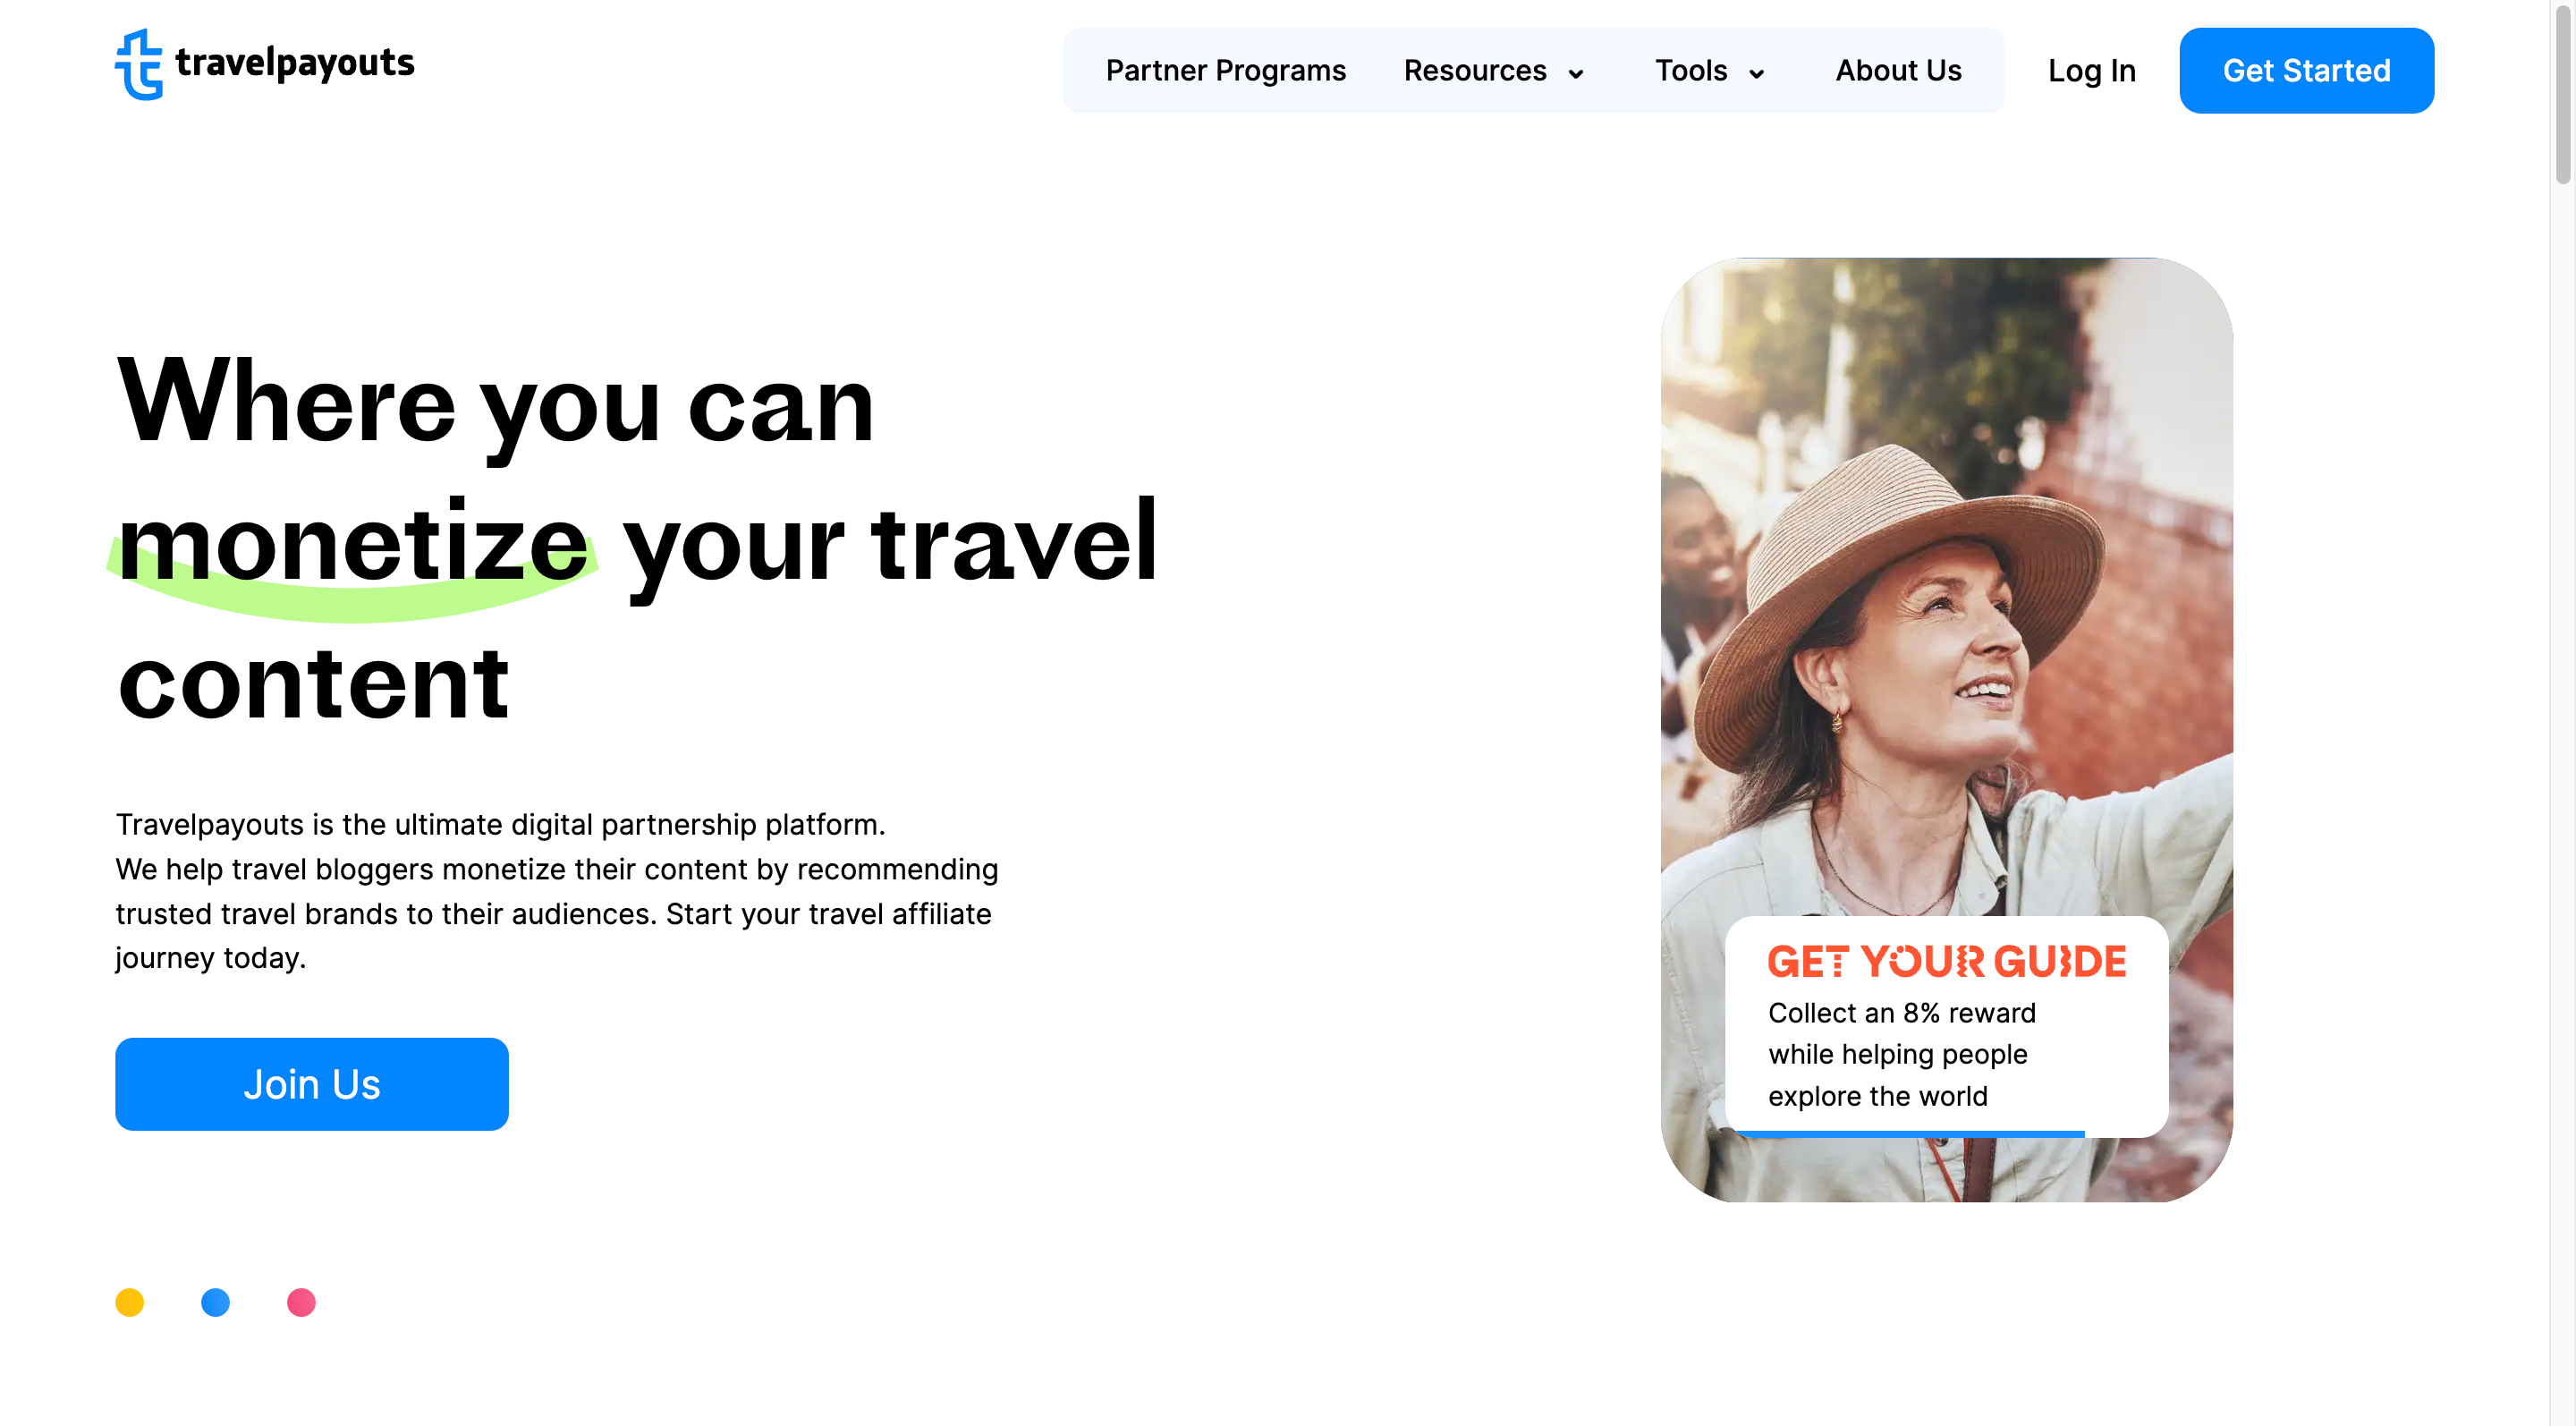 travelpayouts
Partner Programs
Resources
Tools
About Us
Log In
Get Started
Where you can
monetize your travel
content
Travelpayouts is the ultimate digital partnership platform.
We help travel bloggers monetize their content by recommending
trusted travel brands to their audiences. Start your travel affiliate
journey today.
Join Us
GET YOUR GUIDE
Collect an 8% reward
while helping people
explore the world